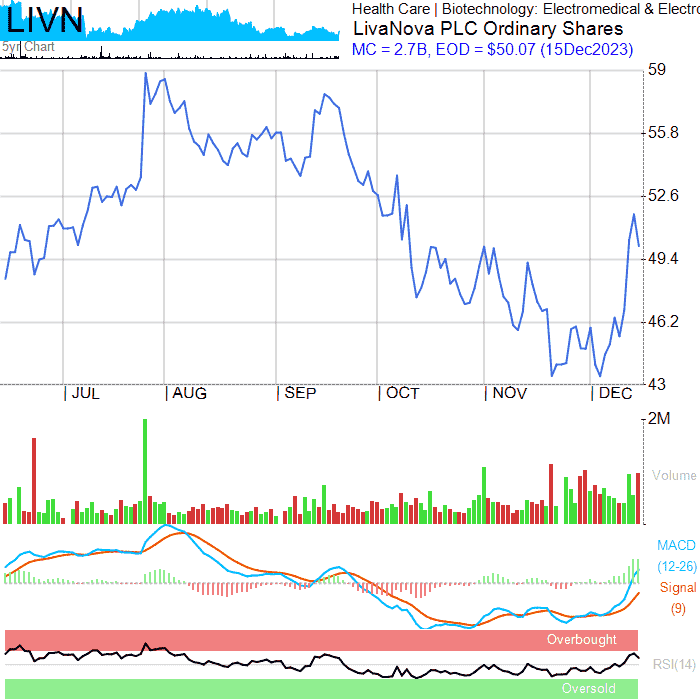 LIVN
5yr Chart
Health Care | Biotechnology: Electromedical & Electro
LivaNova PLC Ordinary Shares
MC = 2.7B, EOD = $50.07 (15Dec2023)
59
55.8
52.6
49.4
46.2
43
| JUL | AUG | SEP | OCT | NOV | DEC
2M
Volume
MACD
(12-26)
Signal
(9)
Overbought
RSI(14)
Oversold